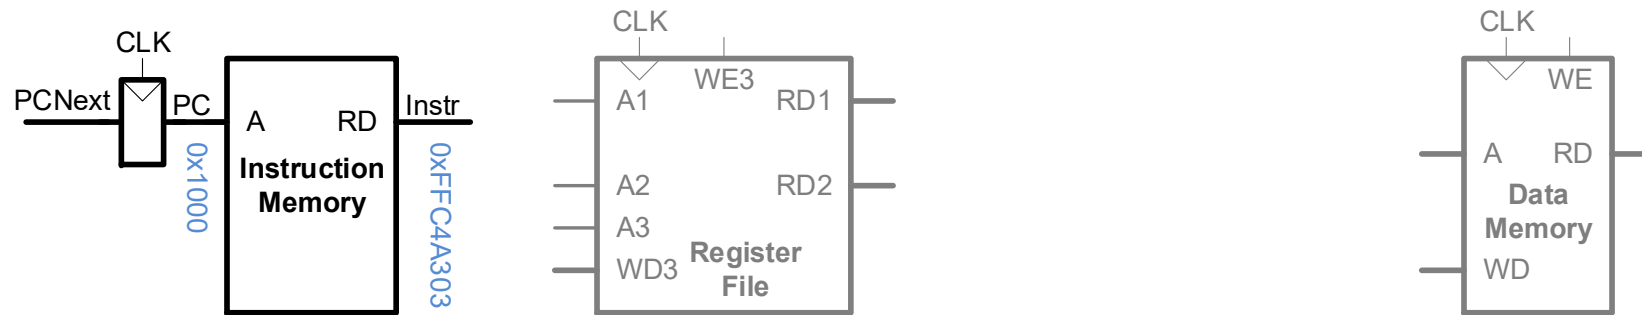 CLK
PCNext
PC
A
RD
Instr
Instruction
Memory
0x1000
0xFFC4A303
CLK
WE3
A1
RD1
A2
RD2
A3
WD3
Register
File
CLK
WE
A
RD
Data
Memory
WD